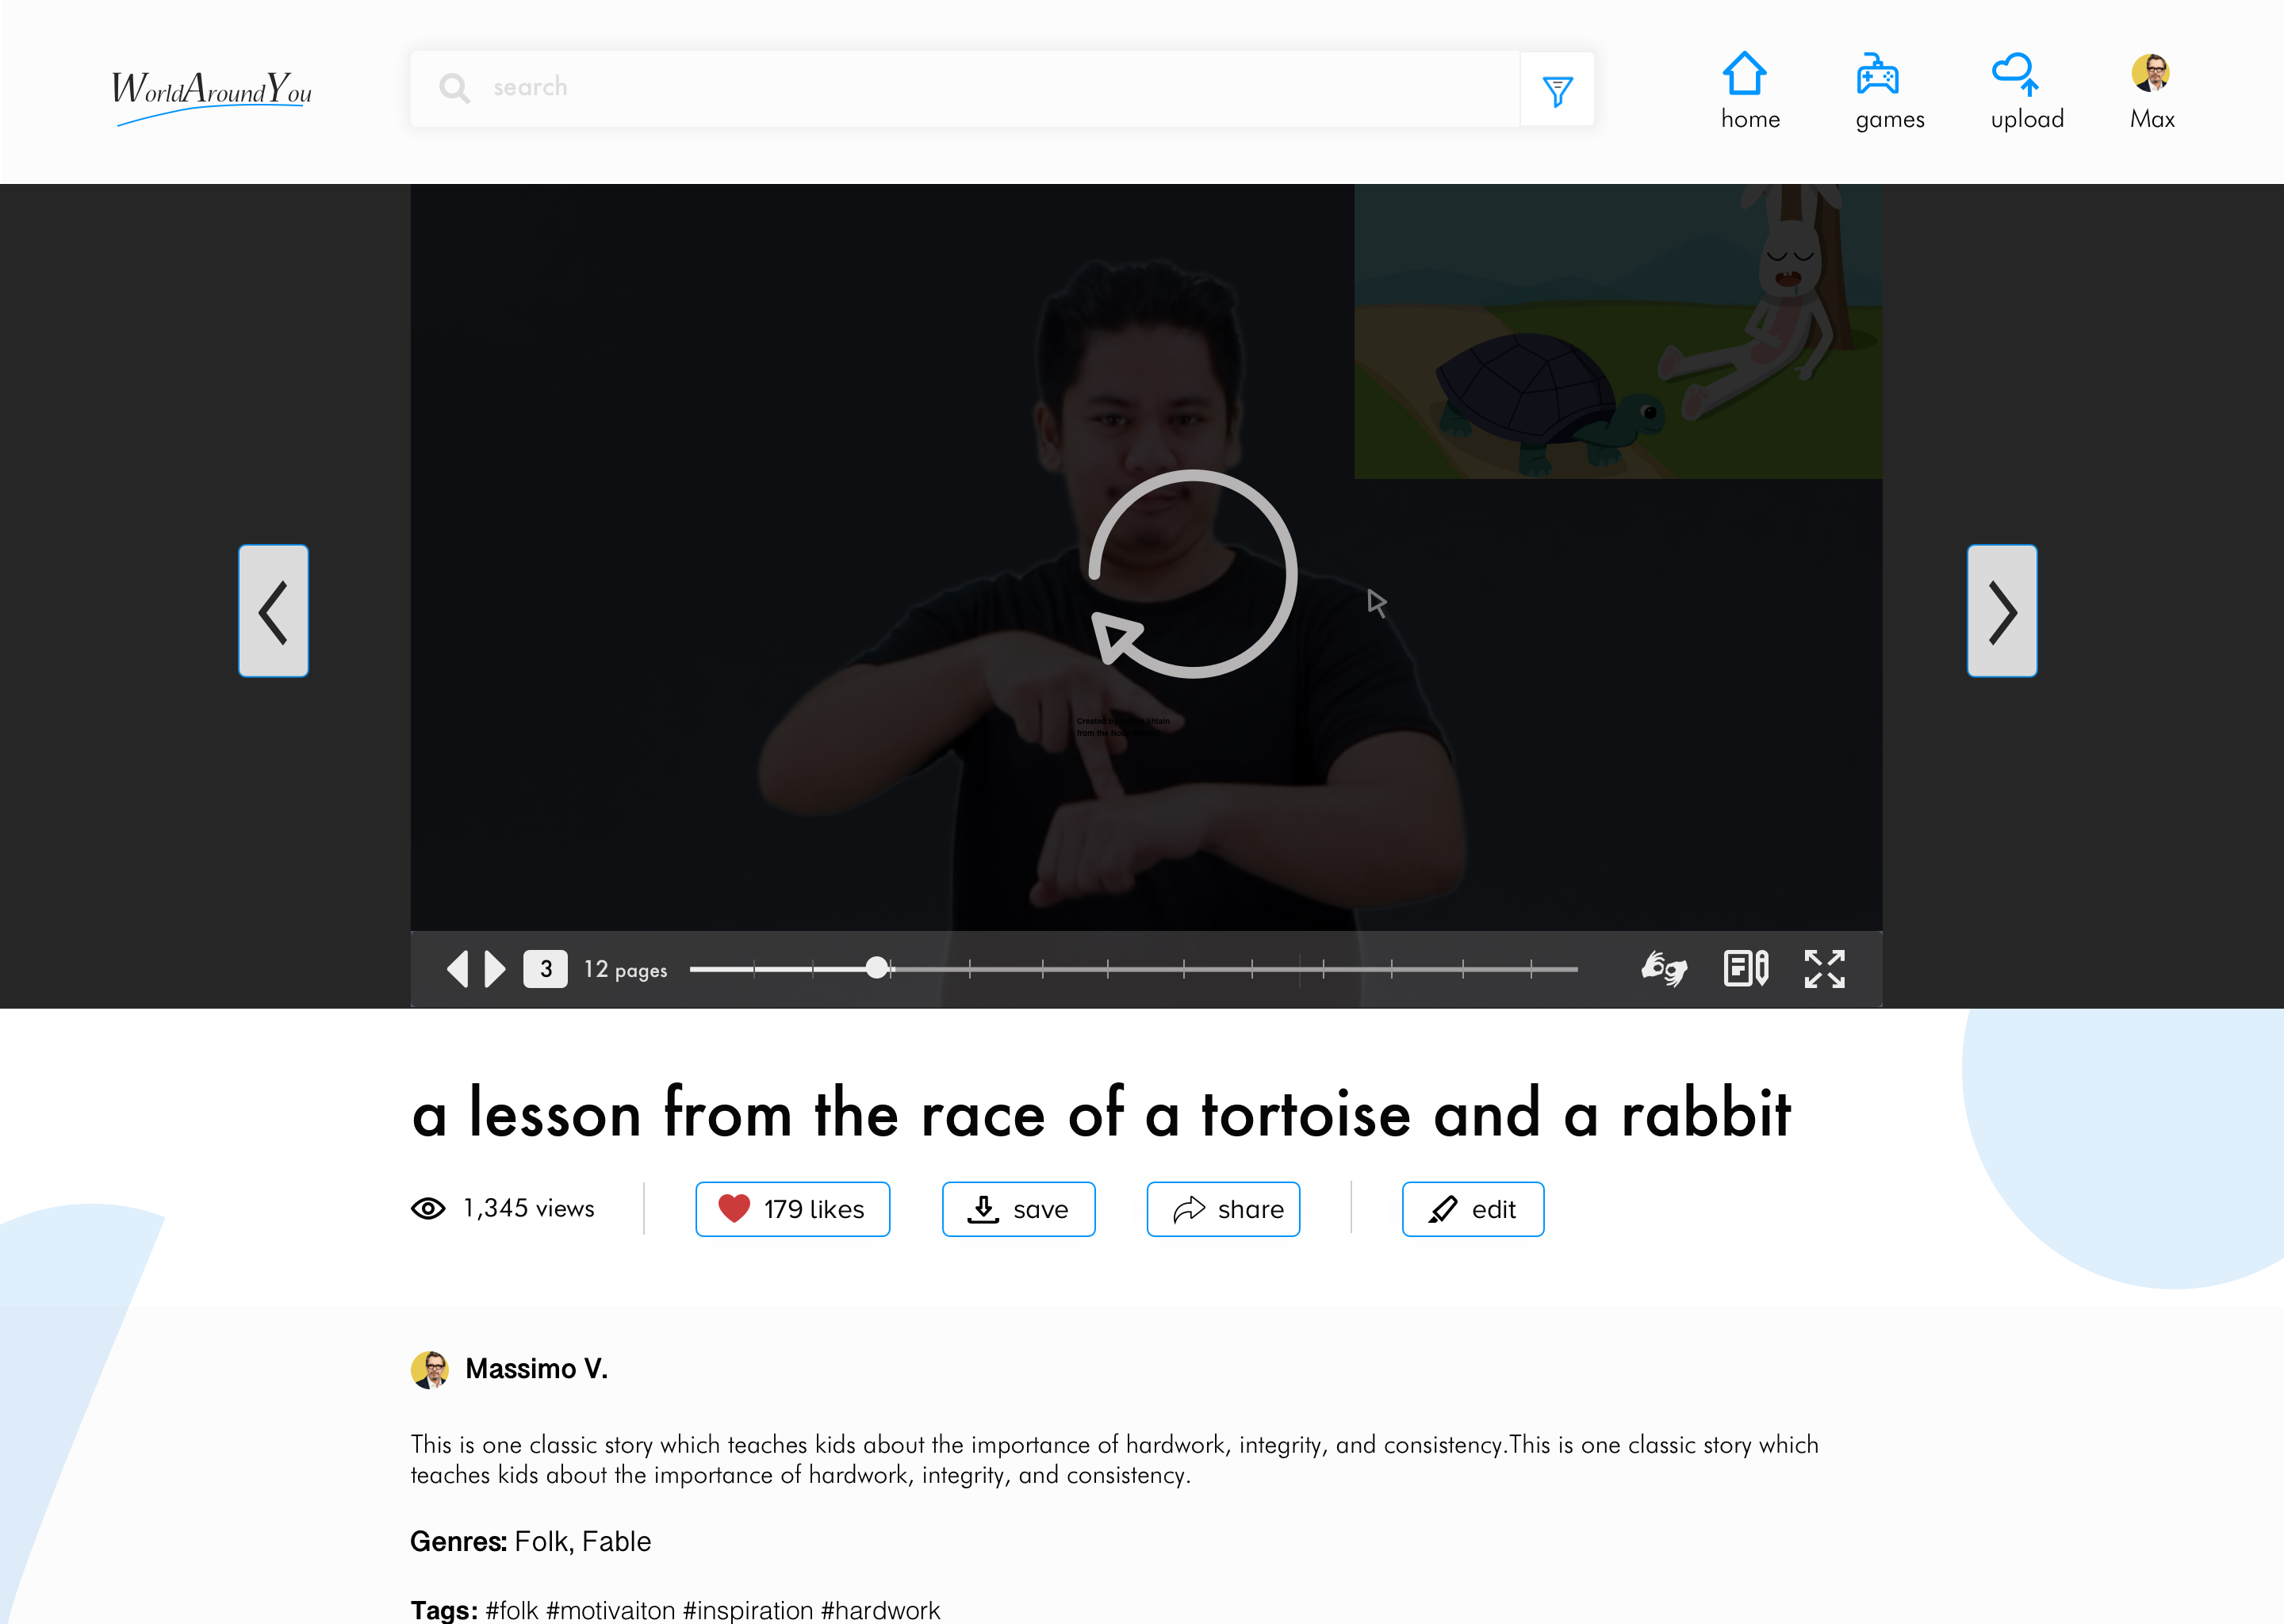 WorldAroundYou
search
home
games
upload
Max
Created by
Shlain
from the
3
12 pages
a lesson from the race of a tortoise and a rabbit
1,345 views
179 likes
save
share
edit
Massimo V.
This is one classic story which teaches kids about the importance of hardwork, integrity, and consistency.This is one classic story which
teaches kids about the importance of hardwork, integrity, and consistency.
Genres: Folk, Fable
Tags: #folk #motivaiton #inspiration #hardwork